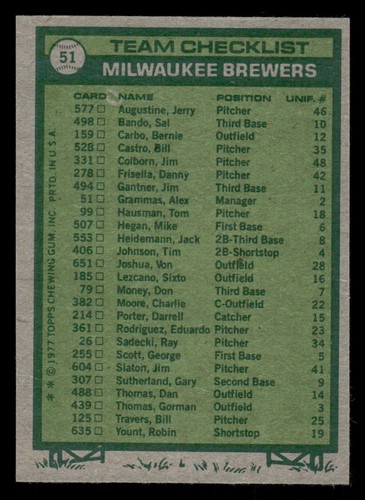 51
TEAM CHECKLIST
MILWAUKEE BREWERS
CARD NAME POSITION UNIF. #
577 Augustine, Jerry Pitcher 46
498 Bando, Sal Third Base 10
159 Carbo, Bernie Outfield 12
528 Castro, Bill Pitcher 35
331 Colborn, Jim Pitcher 48
278 Frisella, Danny Pitcher 42
494 Gantner, Jim Third Base 11
51 Grammas, Alex Manager 2
99 Hausman, Tom Pitcher 18
507 Hegan, Mike First Base 6
553 Heidemann, Jack 2B-Third Base 8
406 Johnson, Tim 2B-Shortstop 4
651 Joshua, Von Outfield 28
185 Lezcano, Sixto Outfield 16
79 Money, Don Third Base 7
382 Moore, Charlie C-Outfield 22
214 Porter, Darrell Catcher 15
361 Rodriguez, Eduardo Pitcher 23
26 Sadecki, Ray Pitcher 34
255 Scott, George First Base 5
604 Slaton, Jim Pitcher 41
307 Sutherland, Gary Second Base 9
488 Thomas, Dan Outfield 14
439 Thomas, Gorman Outfield 3
125 Travers, Bill Pitcher 25
635 Yount, Robin Shortstop 19
* * © 1977 TOPPS CHEWING GUM, INC. PRTD. IN U.S.A.